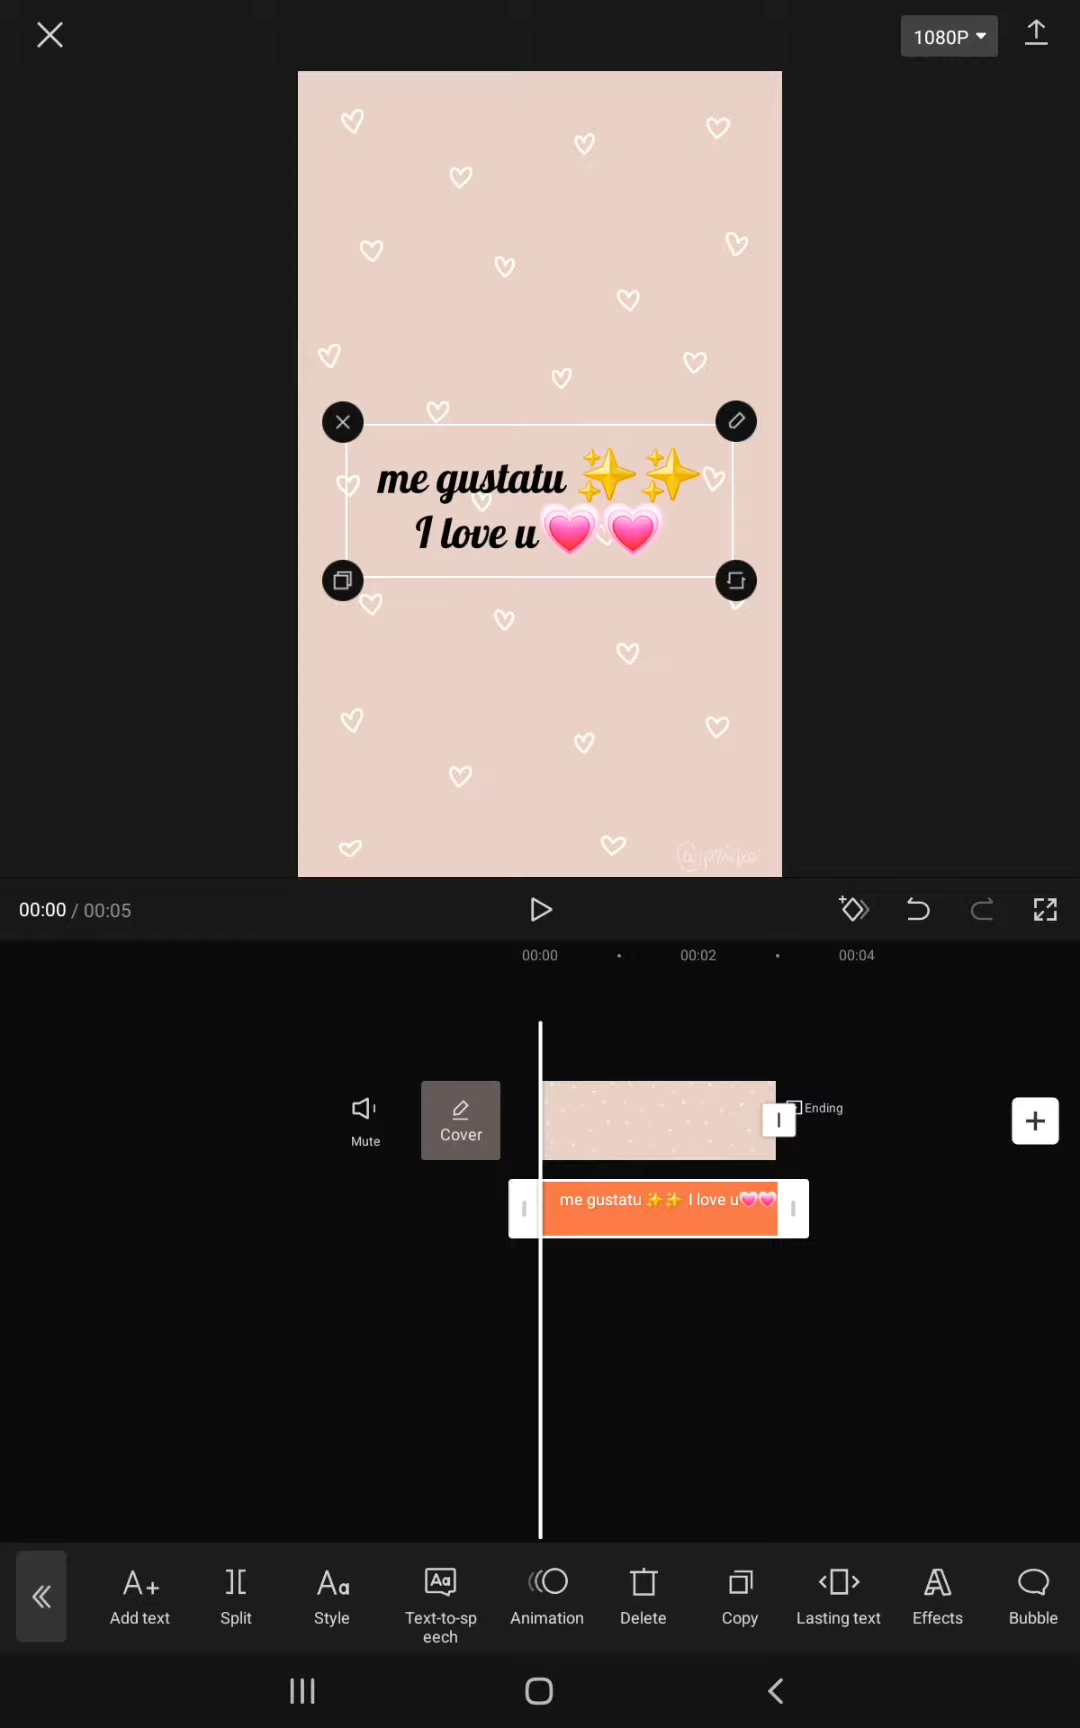 1080P
me gustatu ✨✨
I love u💗💗
00:00 / 00:05
00:00 00:02 00:04
Mute
Cover
Ending
me gustatu ✨✨ I love u💗💗
Add text
Split
Style
Text-to-sp
eech
Animation
Delete
Copy
Lasting text
Effects
Bubble